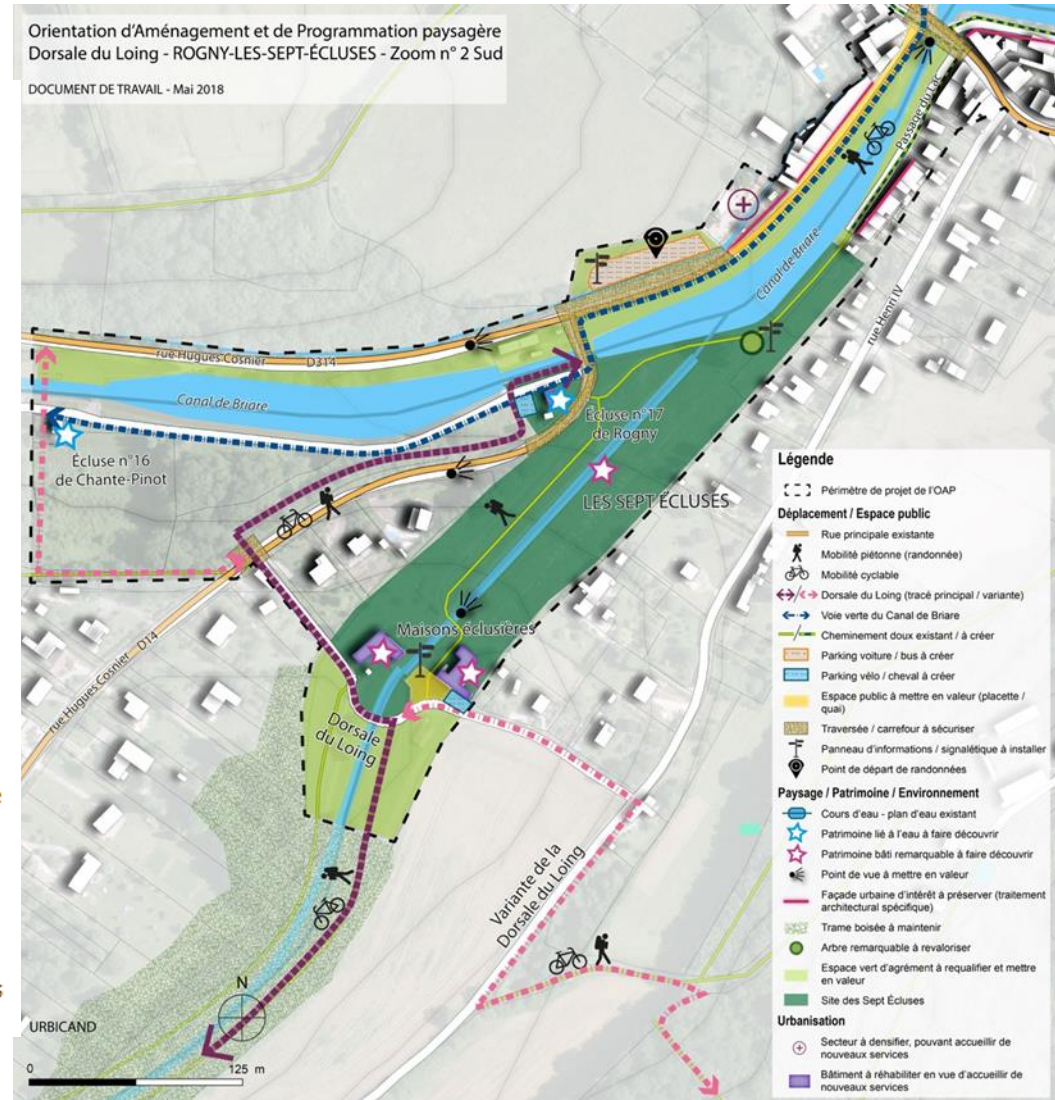 Orientation d'Aménagement et de Programmation paysagère
Dorsale du Loing - ROGNY-LES-SEPT-ÉCLUSES - Zoom n° 2 Sud
DOCUMENT DE TRAVAIL - Mai 2018
Passage du Lac
Canal de Briare
rue Henri IV
rue Hugues Cosnier
D314
Canal de Briare
Écluse n°17
de Rogny
Écluse n°16
de Chante-Pinot
LES SEPT ÉCLUSES
Maisons éclusières
rue Hugues Cosnier
D14
Dorsale
du Loing
Variante de la
Dorsale du Loing
e
s
N
URBICAND
0
125 m
Légende
Périmètre de projet de l'OAP
Déplacement / Espace public
Rue principale existante
Mobilité piétonne (randonnée)
Mobilité cyclable
Dorsale du Loing (tracé principal / variante)
Voie verte du Canal de Briare
Cheminement doux existant / à créer
Parking voiture / bus à créer
Parking vélo / cheval à créer
Espace public à mettre en valeur (placette /
quai)
Traversée / carrefour à sécuriser
Panneau d'informations / signalétique à installer
Point de départ de randonnées
Paysage / Patrimoine / Environnement
Cours d'eau - plan d'eau existant
Patrimoine lié à l'eau à faire découvrir
Patrimoine bâti remarquable à faire découvrir
Point de vue à mettre en valeur
Façade urbaine d'intérêt à préserver (traitement
architectural spécifique)
Trame boisée à maintenir
Arbre remarquable à revaloriser
Espace vert d'agrément à requalifier et mettre
en valeur
Site des Sept Écluses
Urbanisation
Secteur à densifier, pouvant accueillir de
nouveaux services
Bâtiment à réhabiliter en vue d'accueillir de
nouveaux services